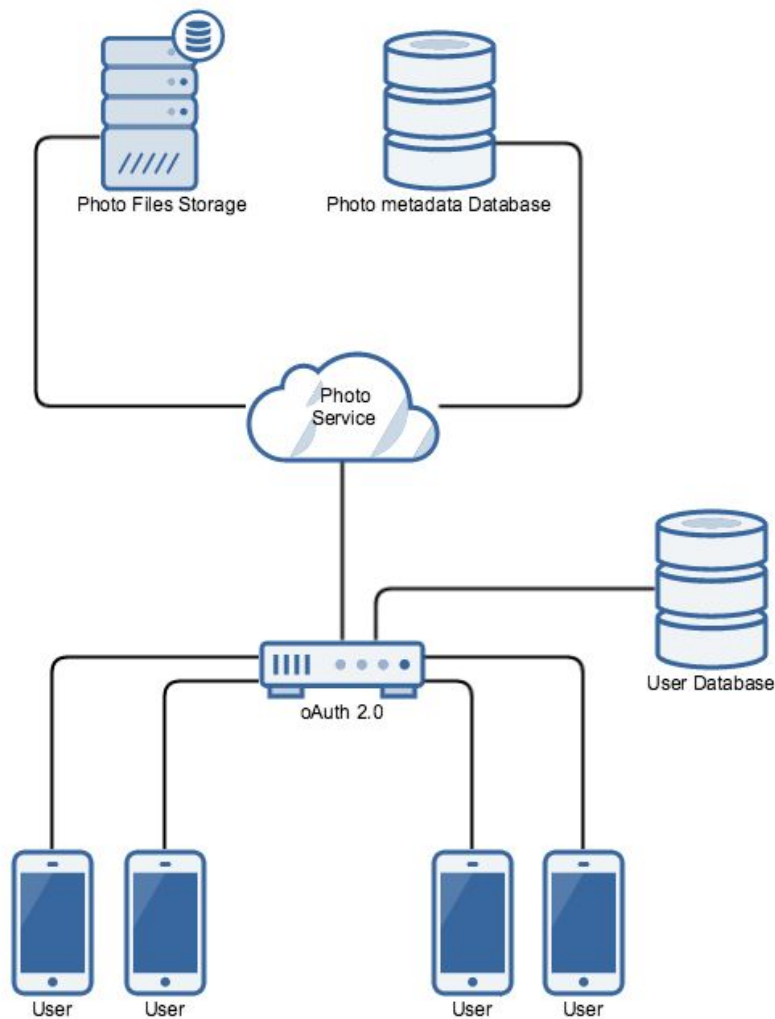 Photo Files Storage
Photo metadata Database
Photo
Service
User Database
oAuth 2.0
User
User
User
User